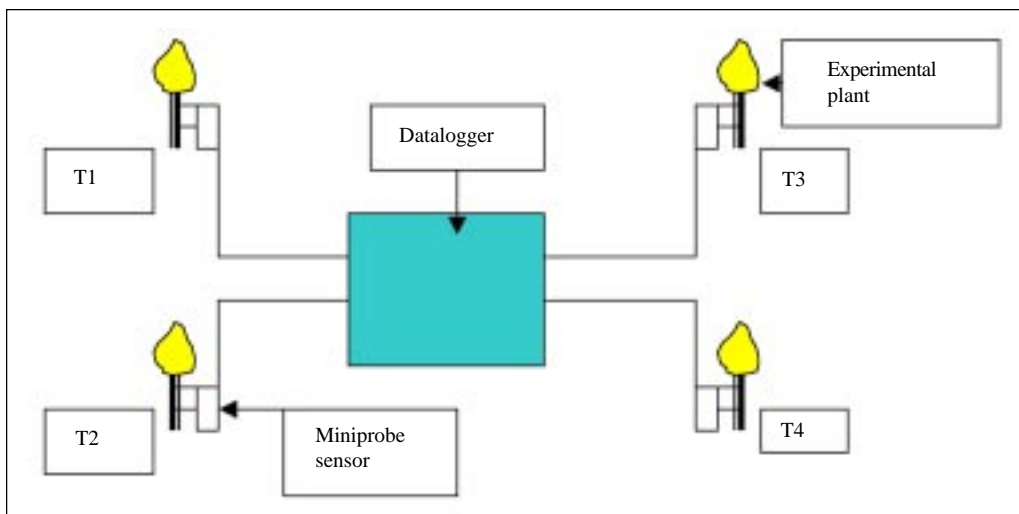 Experimental
plant
Datalogger
T1
T3
T2
Miniprobe
sensor
T4